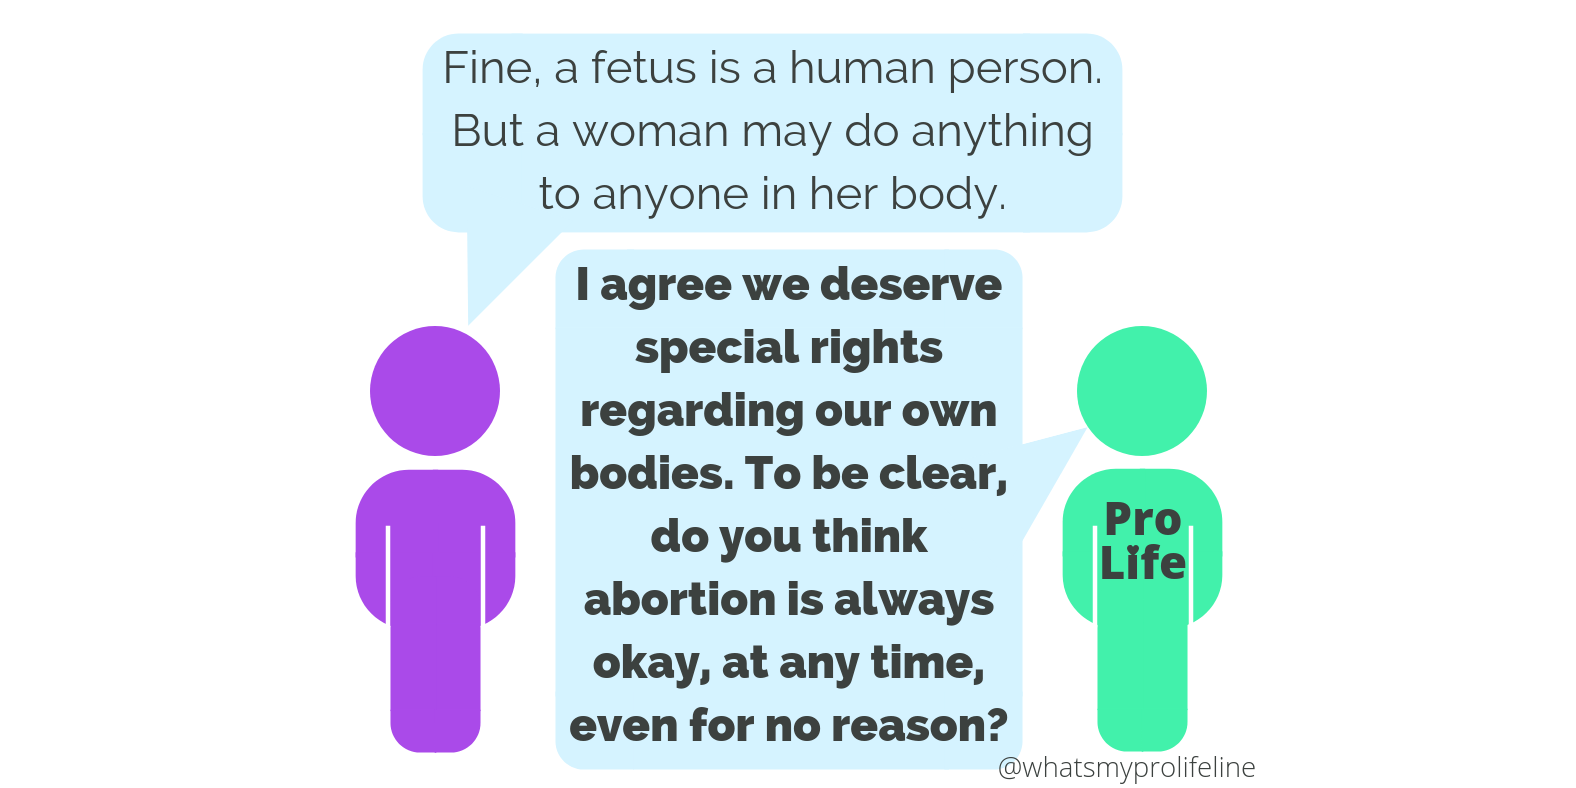 Fine, a fetus is a human person.
But a woman may do anything
to anyone in her body.
I agree we deserve
special rights
regarding our own
bodies. To be clear,
do you think
abortion is always
okay, at any time,
even for no reason?
Pro
Life
@whatsmyprolifeline